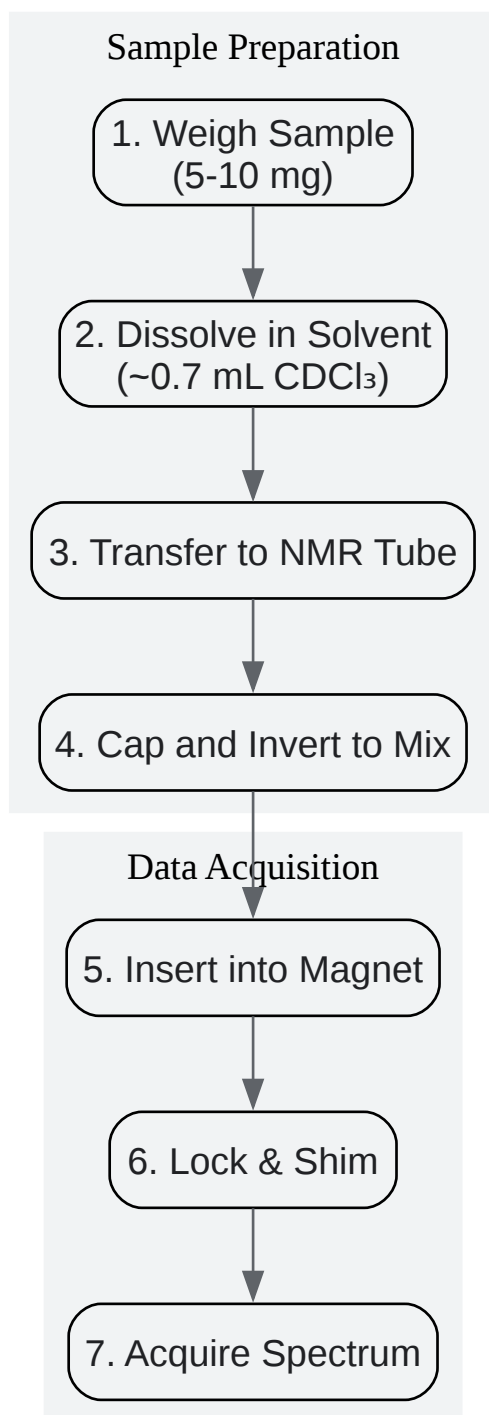 Sample Preparation
1. Weigh Sample
(5-10 mg)
2. Dissolve in Solvent
(~0.7 mL CDCl₃)
3. Transfer to NMR Tube
4. Cap and Invert to Mix
Data Acquisition
5. Insert into Magnet
6. Lock & Shim
7. Acquire Spectrum